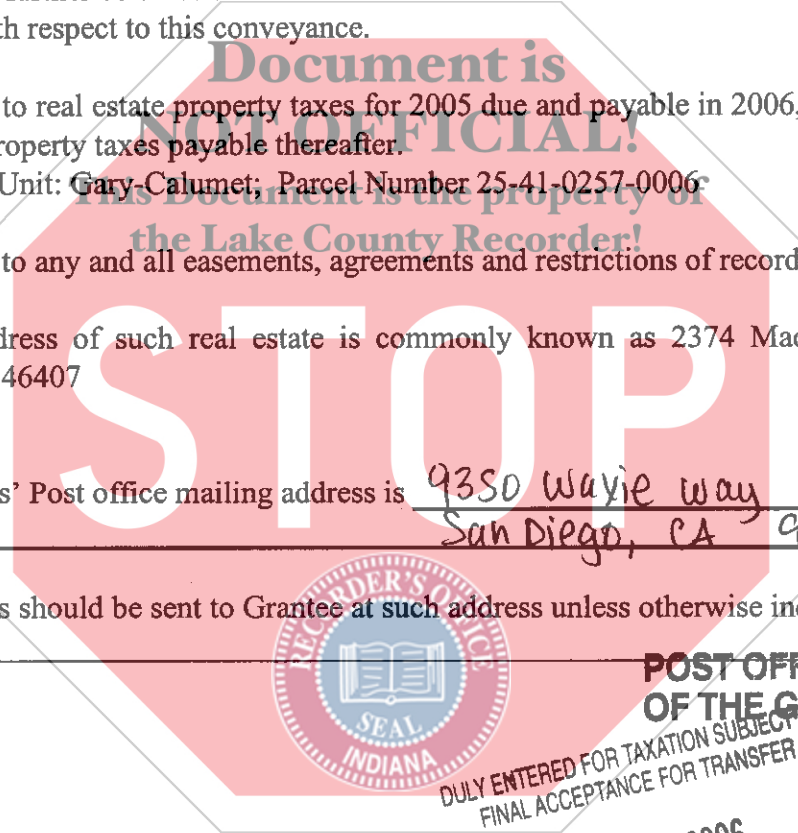 th respect to this conveyance.
Document is
to real estate property taxes for 2005 due and payable in 2006,
NOT OFFICIAL!
roperty taxes payable thereafter.
Unit: Gary-Calumet; Parcel Number 25-41-0257-0006
This Document is the property of
the Lake County Recorder!
to any and all easements, agreements and restrictions of record
dress of such real estate is commonly known as 2374 Mad
46407
STOP
s' Post office mailing address is 9350 Waxie Way
San Diego, CA 9
RECORDER'S OFFICE
s should be sent to Grantee at such address unless otherwise in
POST OFF
OF THE G
SEAL
INDIANA
DULY ENTERED FOR TAXATION SUBJECT
FINAL ACCEPTANCE FOR TRANSFER